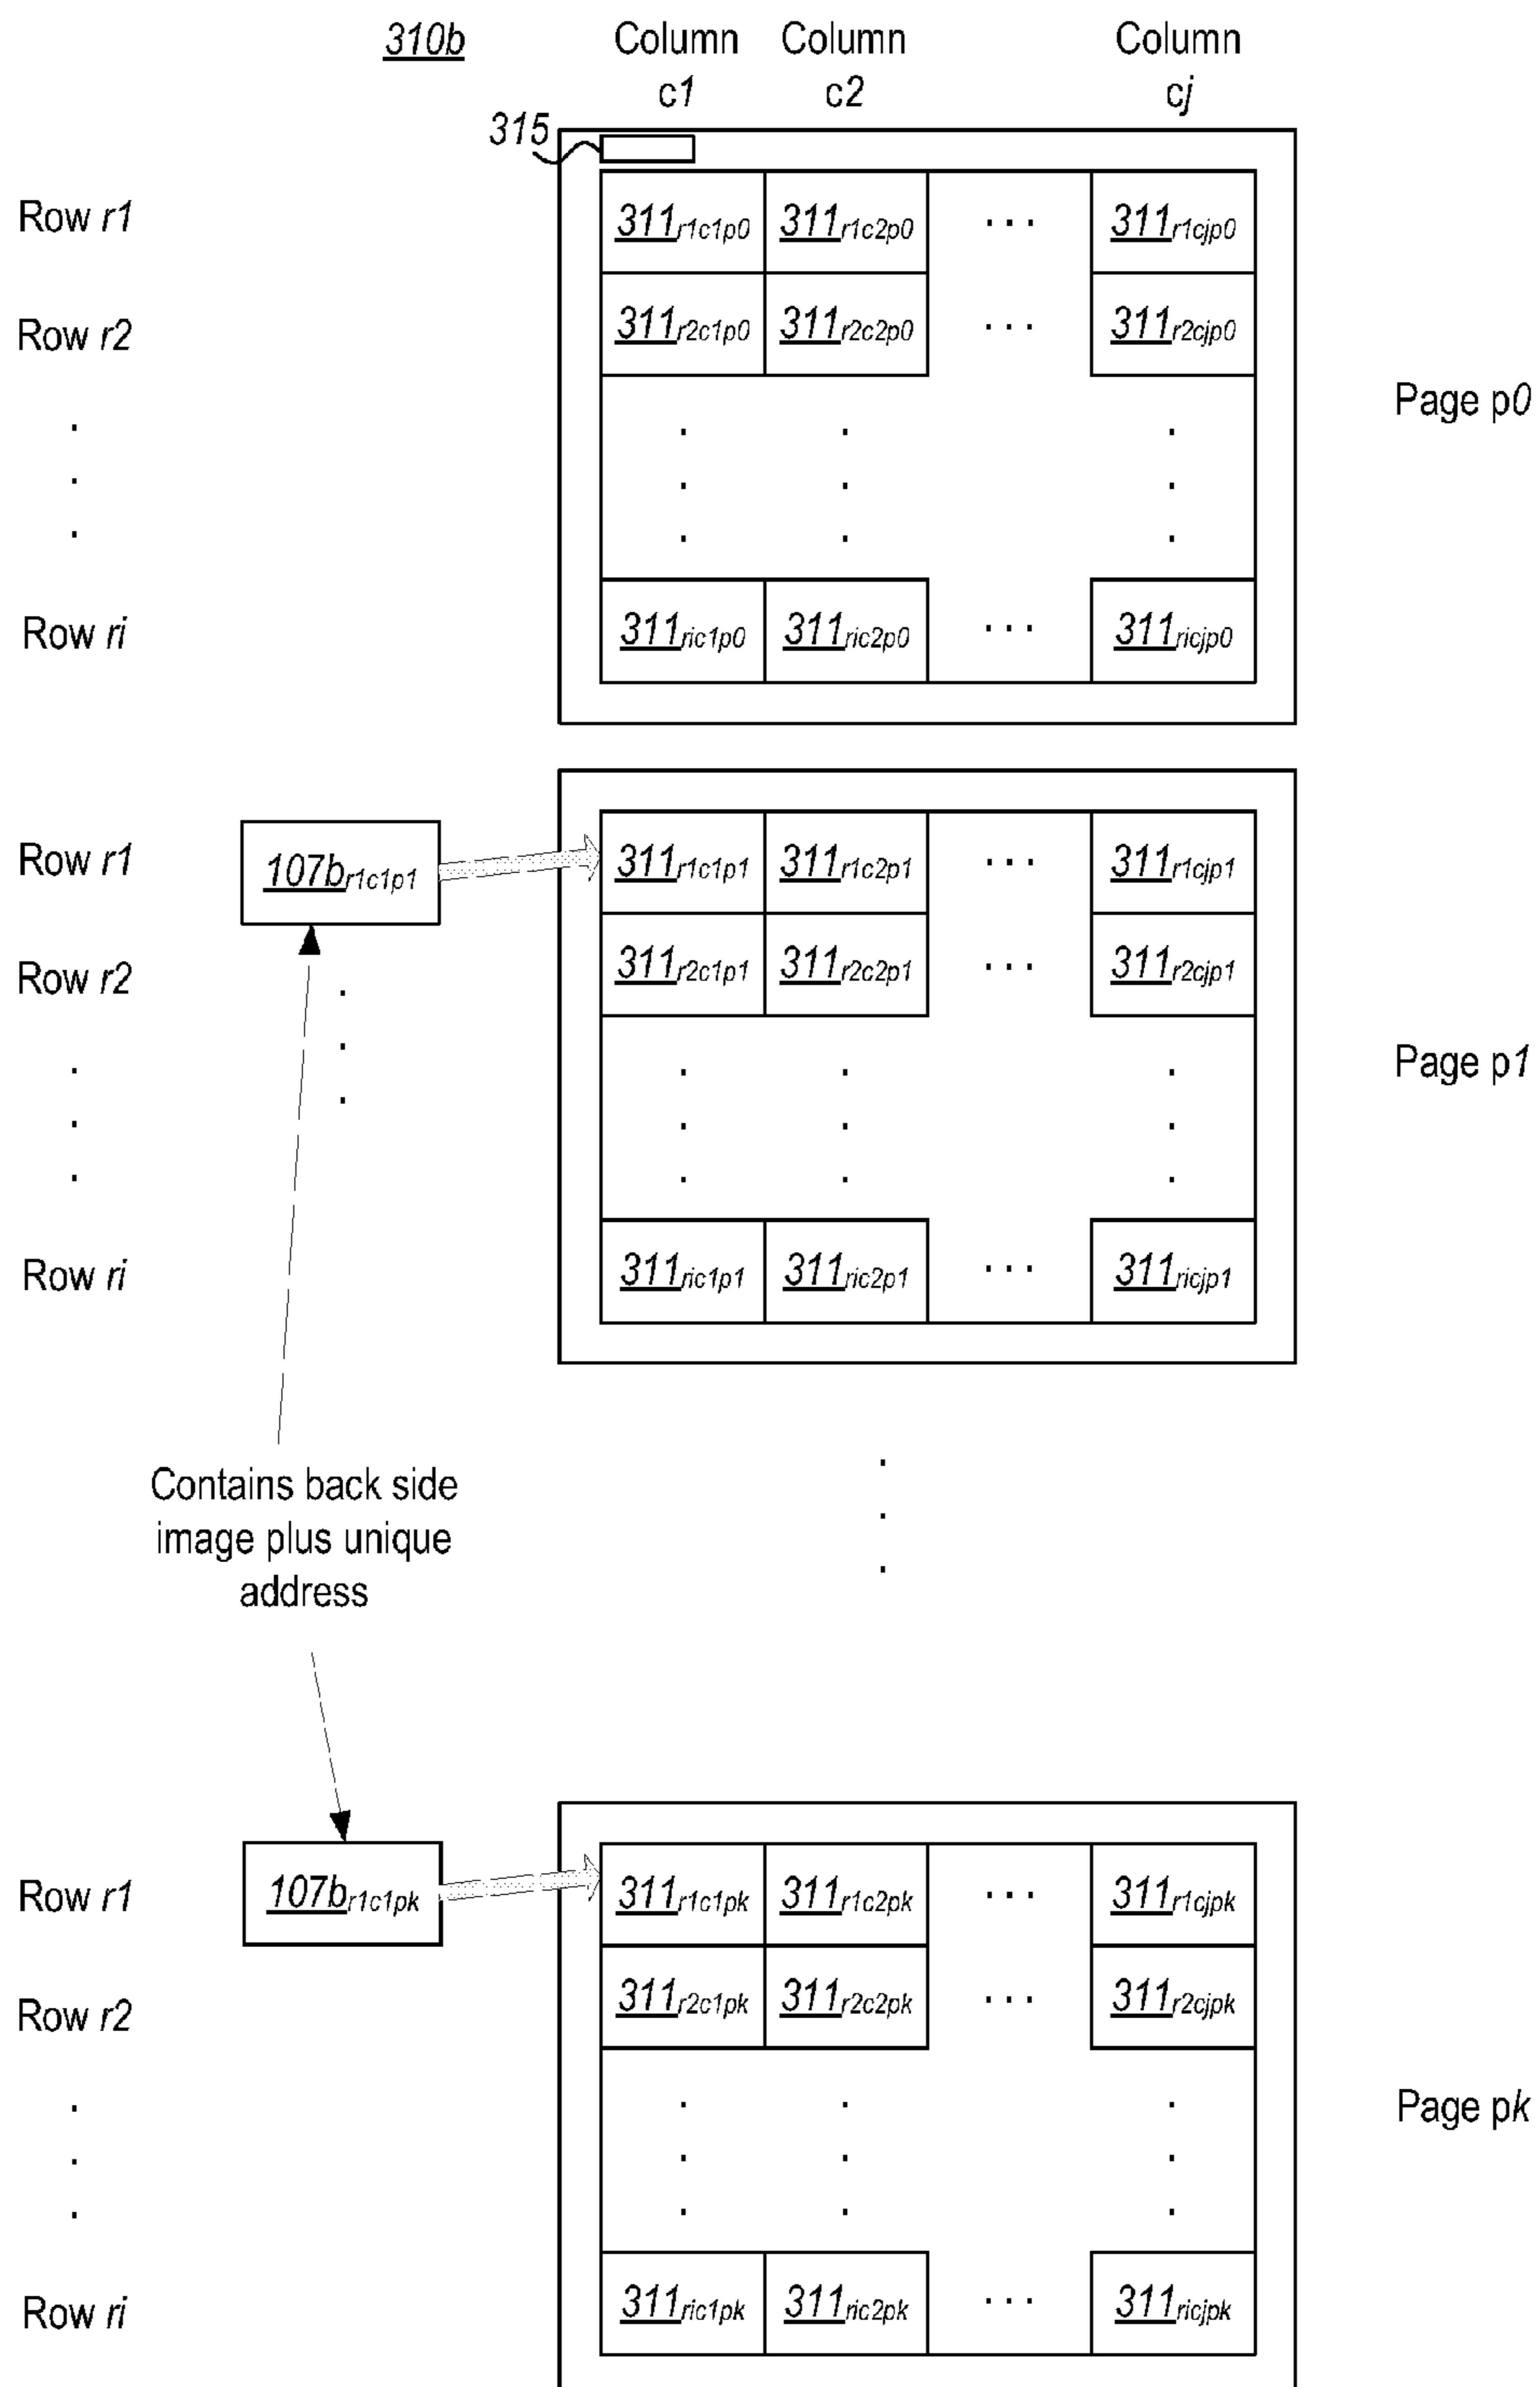 310b Column Column Column
c1 c2 cj
315
Row r1 311r1c1p0 311r1c2p0 ... 311r1cjp0
Row r2 311r2c1p0 311r2c2p0 ... 311r2cjp0
Page p0
Row ri 311ric1p0 311ric2p0 ... 311ricjp0
Row r1 107br1c1p1 311r1c1p1 311r1c2p1 ... 311r1cjp1
Row r2 311r2c1p1 311r2c2p1 ... 311r2cjp1
Page p1
Row ri 311ric1p1 311ric2p1 ... 311ricjp1
Contains back side
image plus unique
address
Row r1 107br1c1pk 311r1c1pk 311r1c2pk ... 311r1cjpk
Row r2 311r2c1pk 311r2c2pk ... 311r2cjpk
Page pk
Row ri 311ric1pk 311ric2pk ... 311ricjpk